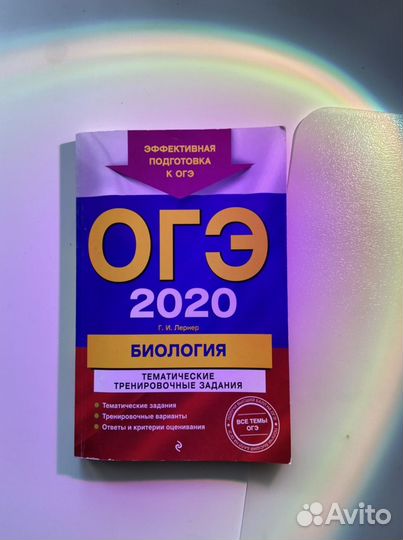 ЭФФЕКТИВНАЯ
ПОДГОТОВКА
К ОГЭ
ОГЭ
2020
Г. И. Лернер
БИОЛОГИЯ
ТЕМАТИЧЕСКИЕ
ТРЕНИРОВОЧНЫЕ ЗАДАНИЯ
• Тематические задания
• Тренировочные варианты
• Ответы и критерии оценивания
ВСЕ ТЕМЫ
ОГЭ
Avito